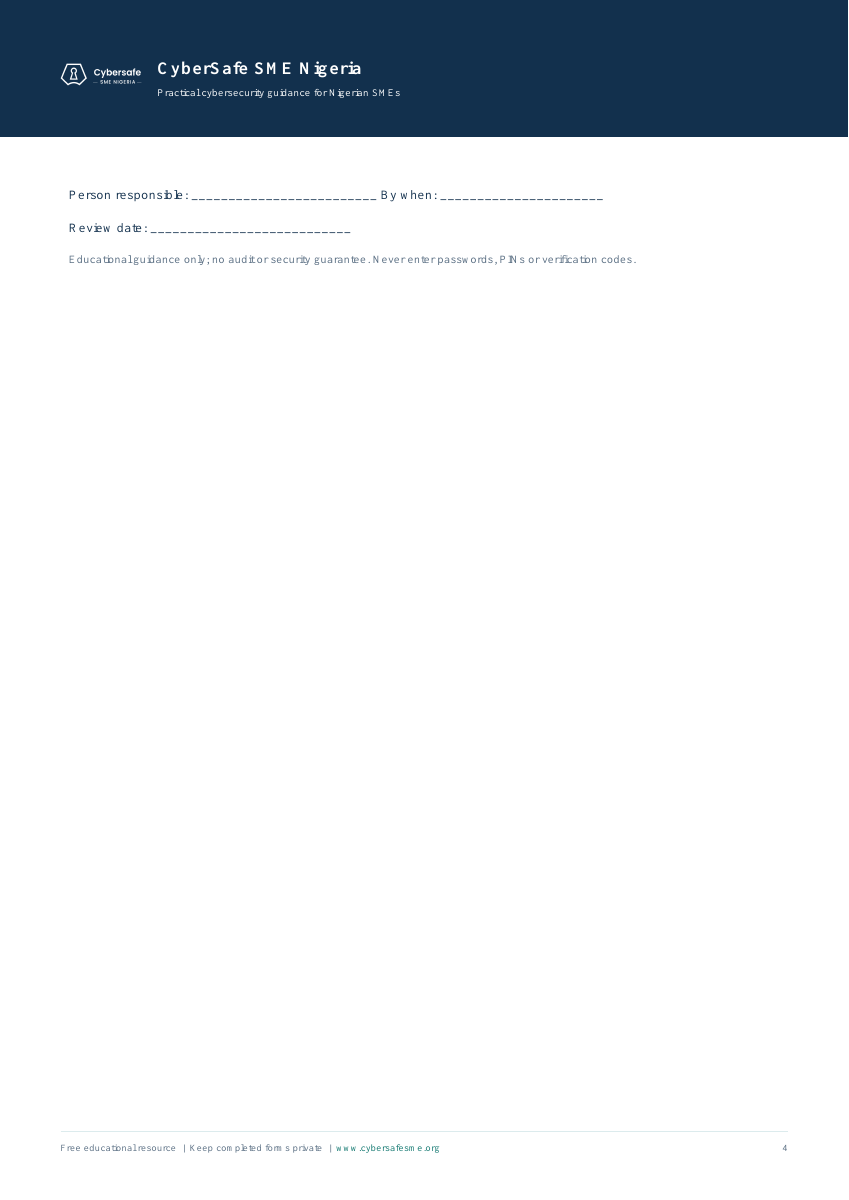 Cybersafe
— SME NIGERIA —
CyberSafe SME Nigeria
Practical cybersecurity guidance for Nigerian SMEs
Person responsible: _________________________ By when: ______________________
Review date: ___________________________
Educational guidance only; no audit or security guarantee. Never enter passwords, PINs or verification codes.
Free educational resource | Keep completed forms private | www.cybersafesme.org
4